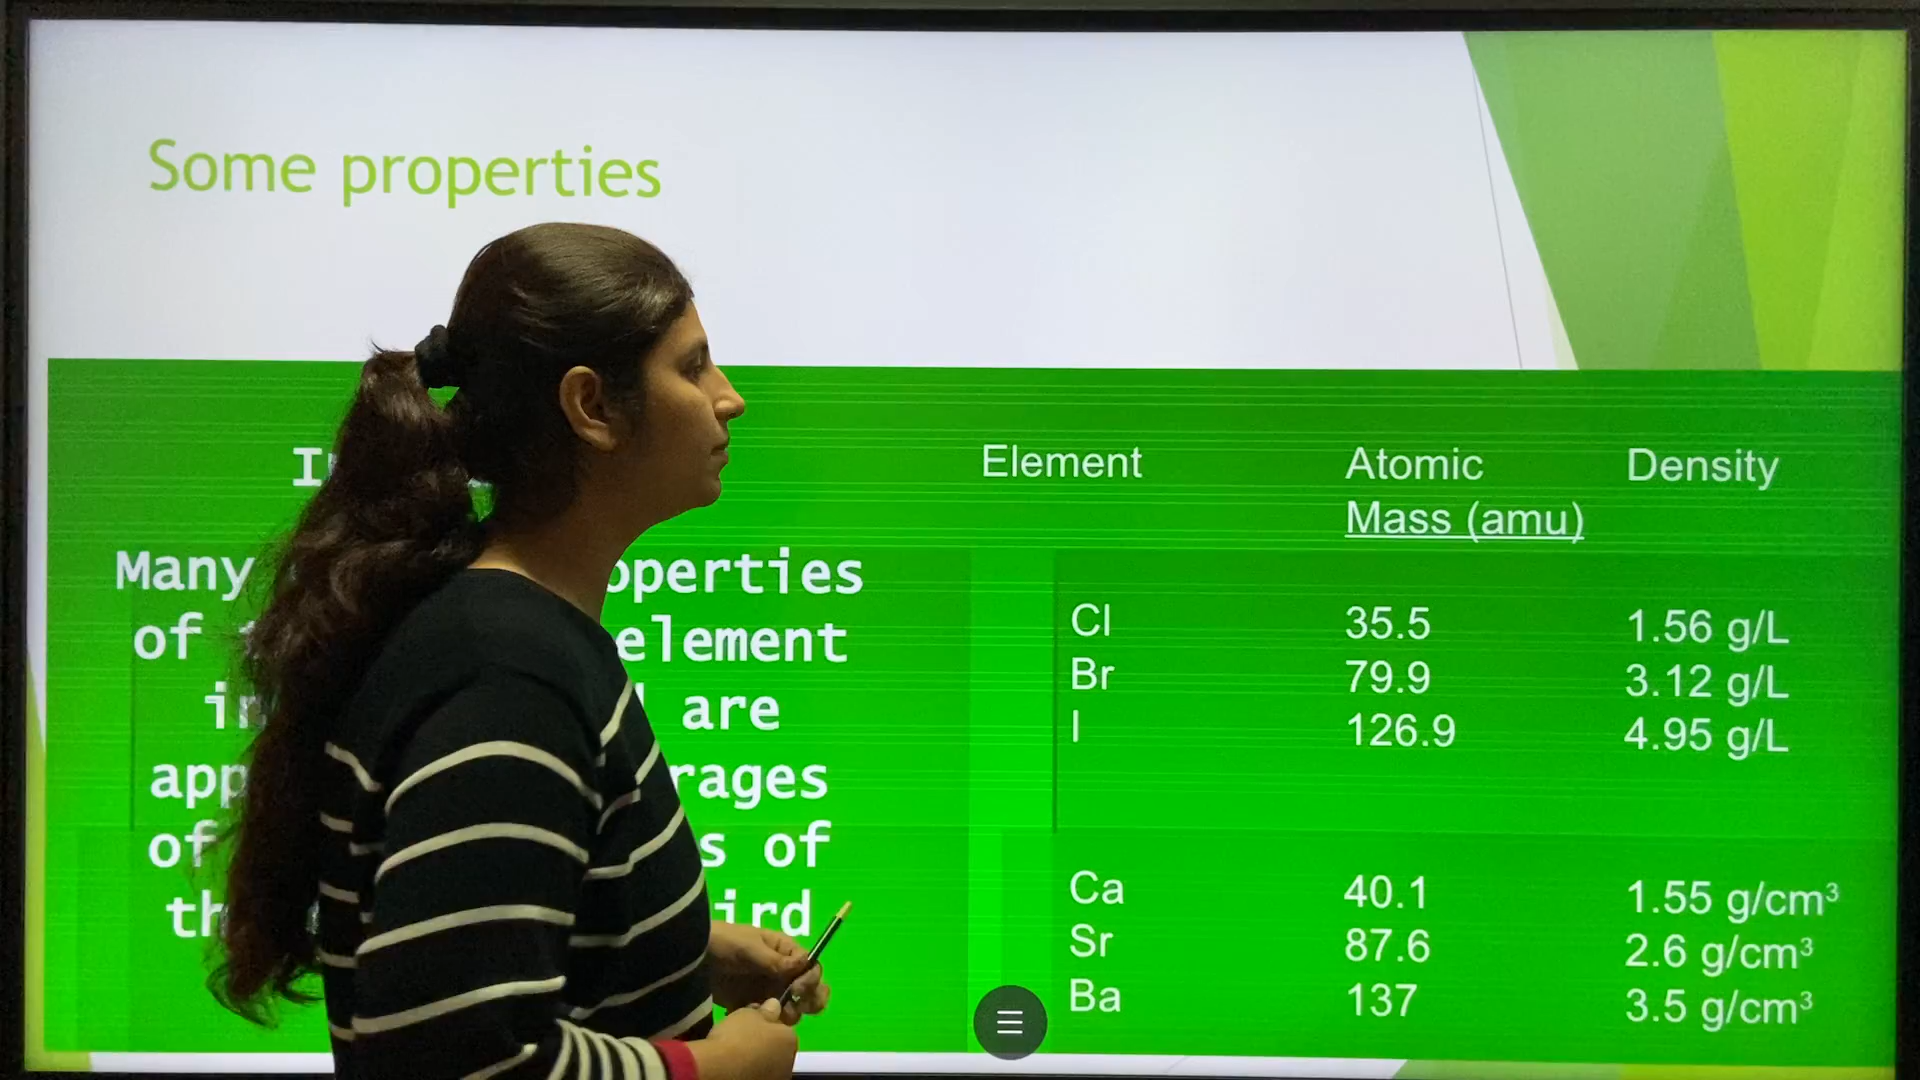 Some properties
Many
operties
of
element
are
rages
of
s of
ird
Element Atomic Density
Mass (amu)
Cl 35.5 1.56 g/L
Br 79.9 3.12 g/L
I 126.9 4.95 g/L
Ca 40.1 1.55 g/cm³
Sr 87.6 2.6 g/cm³
Ba 137 3.5 g/cm³